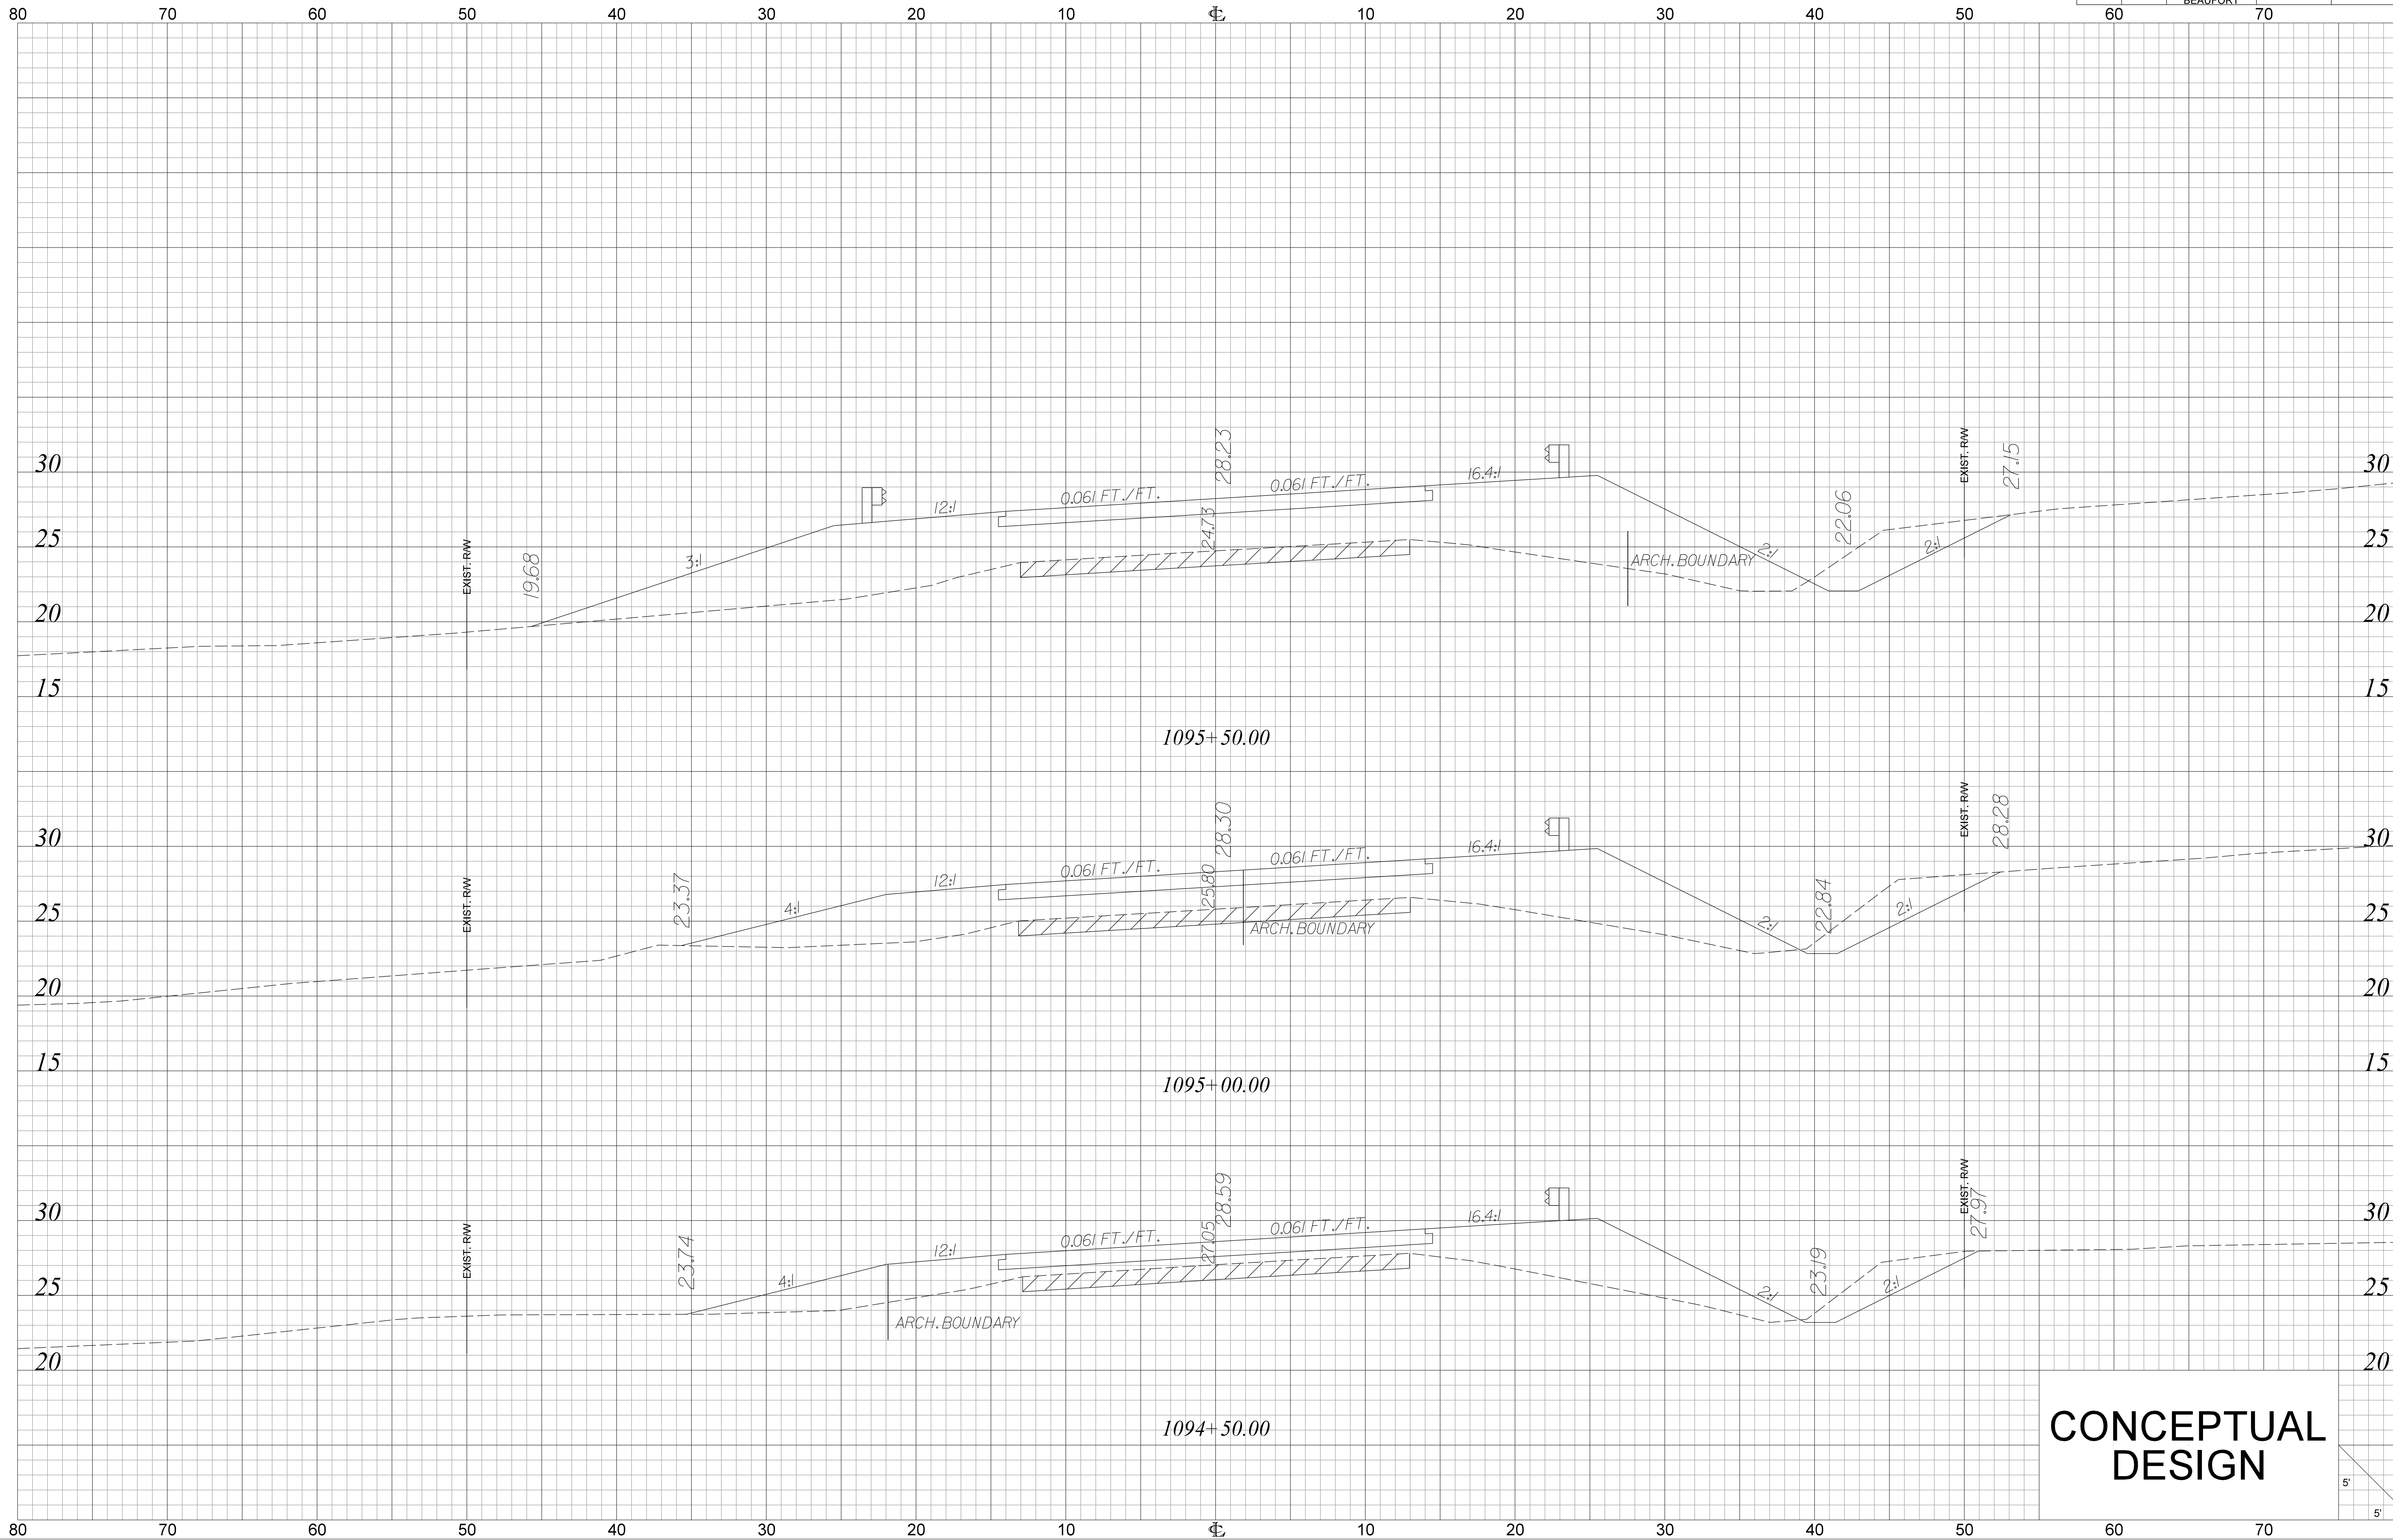 BEAUFORT
80 70 60 50 40 30 20 10 ℄ 10 20 30 40 50 60 70
28.23
EXIST. R/W
27.15
30 30
0.061 FT./FT. 0.061 FT./FT. 16.4:1
12:1
22.06
24.73
EXIST. R/W
25 25
19.68
3:1
2:1
2:1
ARCH. BOUNDARY
20 20
15 15
1095+50.00
EXIST. R/W
28.28
28.30
30 30
0.061 FT./FT. 0.061 FT./FT. 16.4:1
12:1
25.80
EXIST. R/W
23.37
4:1
22.84
2:1
25 25
2:1
ARCH. BOUNDARY
20 20
15 15
1095+00.00
EXIST. R/W
28.59
27.97
30 30
0.061 FT./FT. 0.061 FT./FT. 16.4:1
12:1
27.05
EXIST. R/W
23.74
4:1
23.19
2:1
2:1
25 25
ARCH. BOUNDARY
20 20
1094+50.00
CONCEPTUAL
DESIGN
5'
5'
80 70 60 50 40 30 20 10 ℄ 10 20 30 40 50 60 70